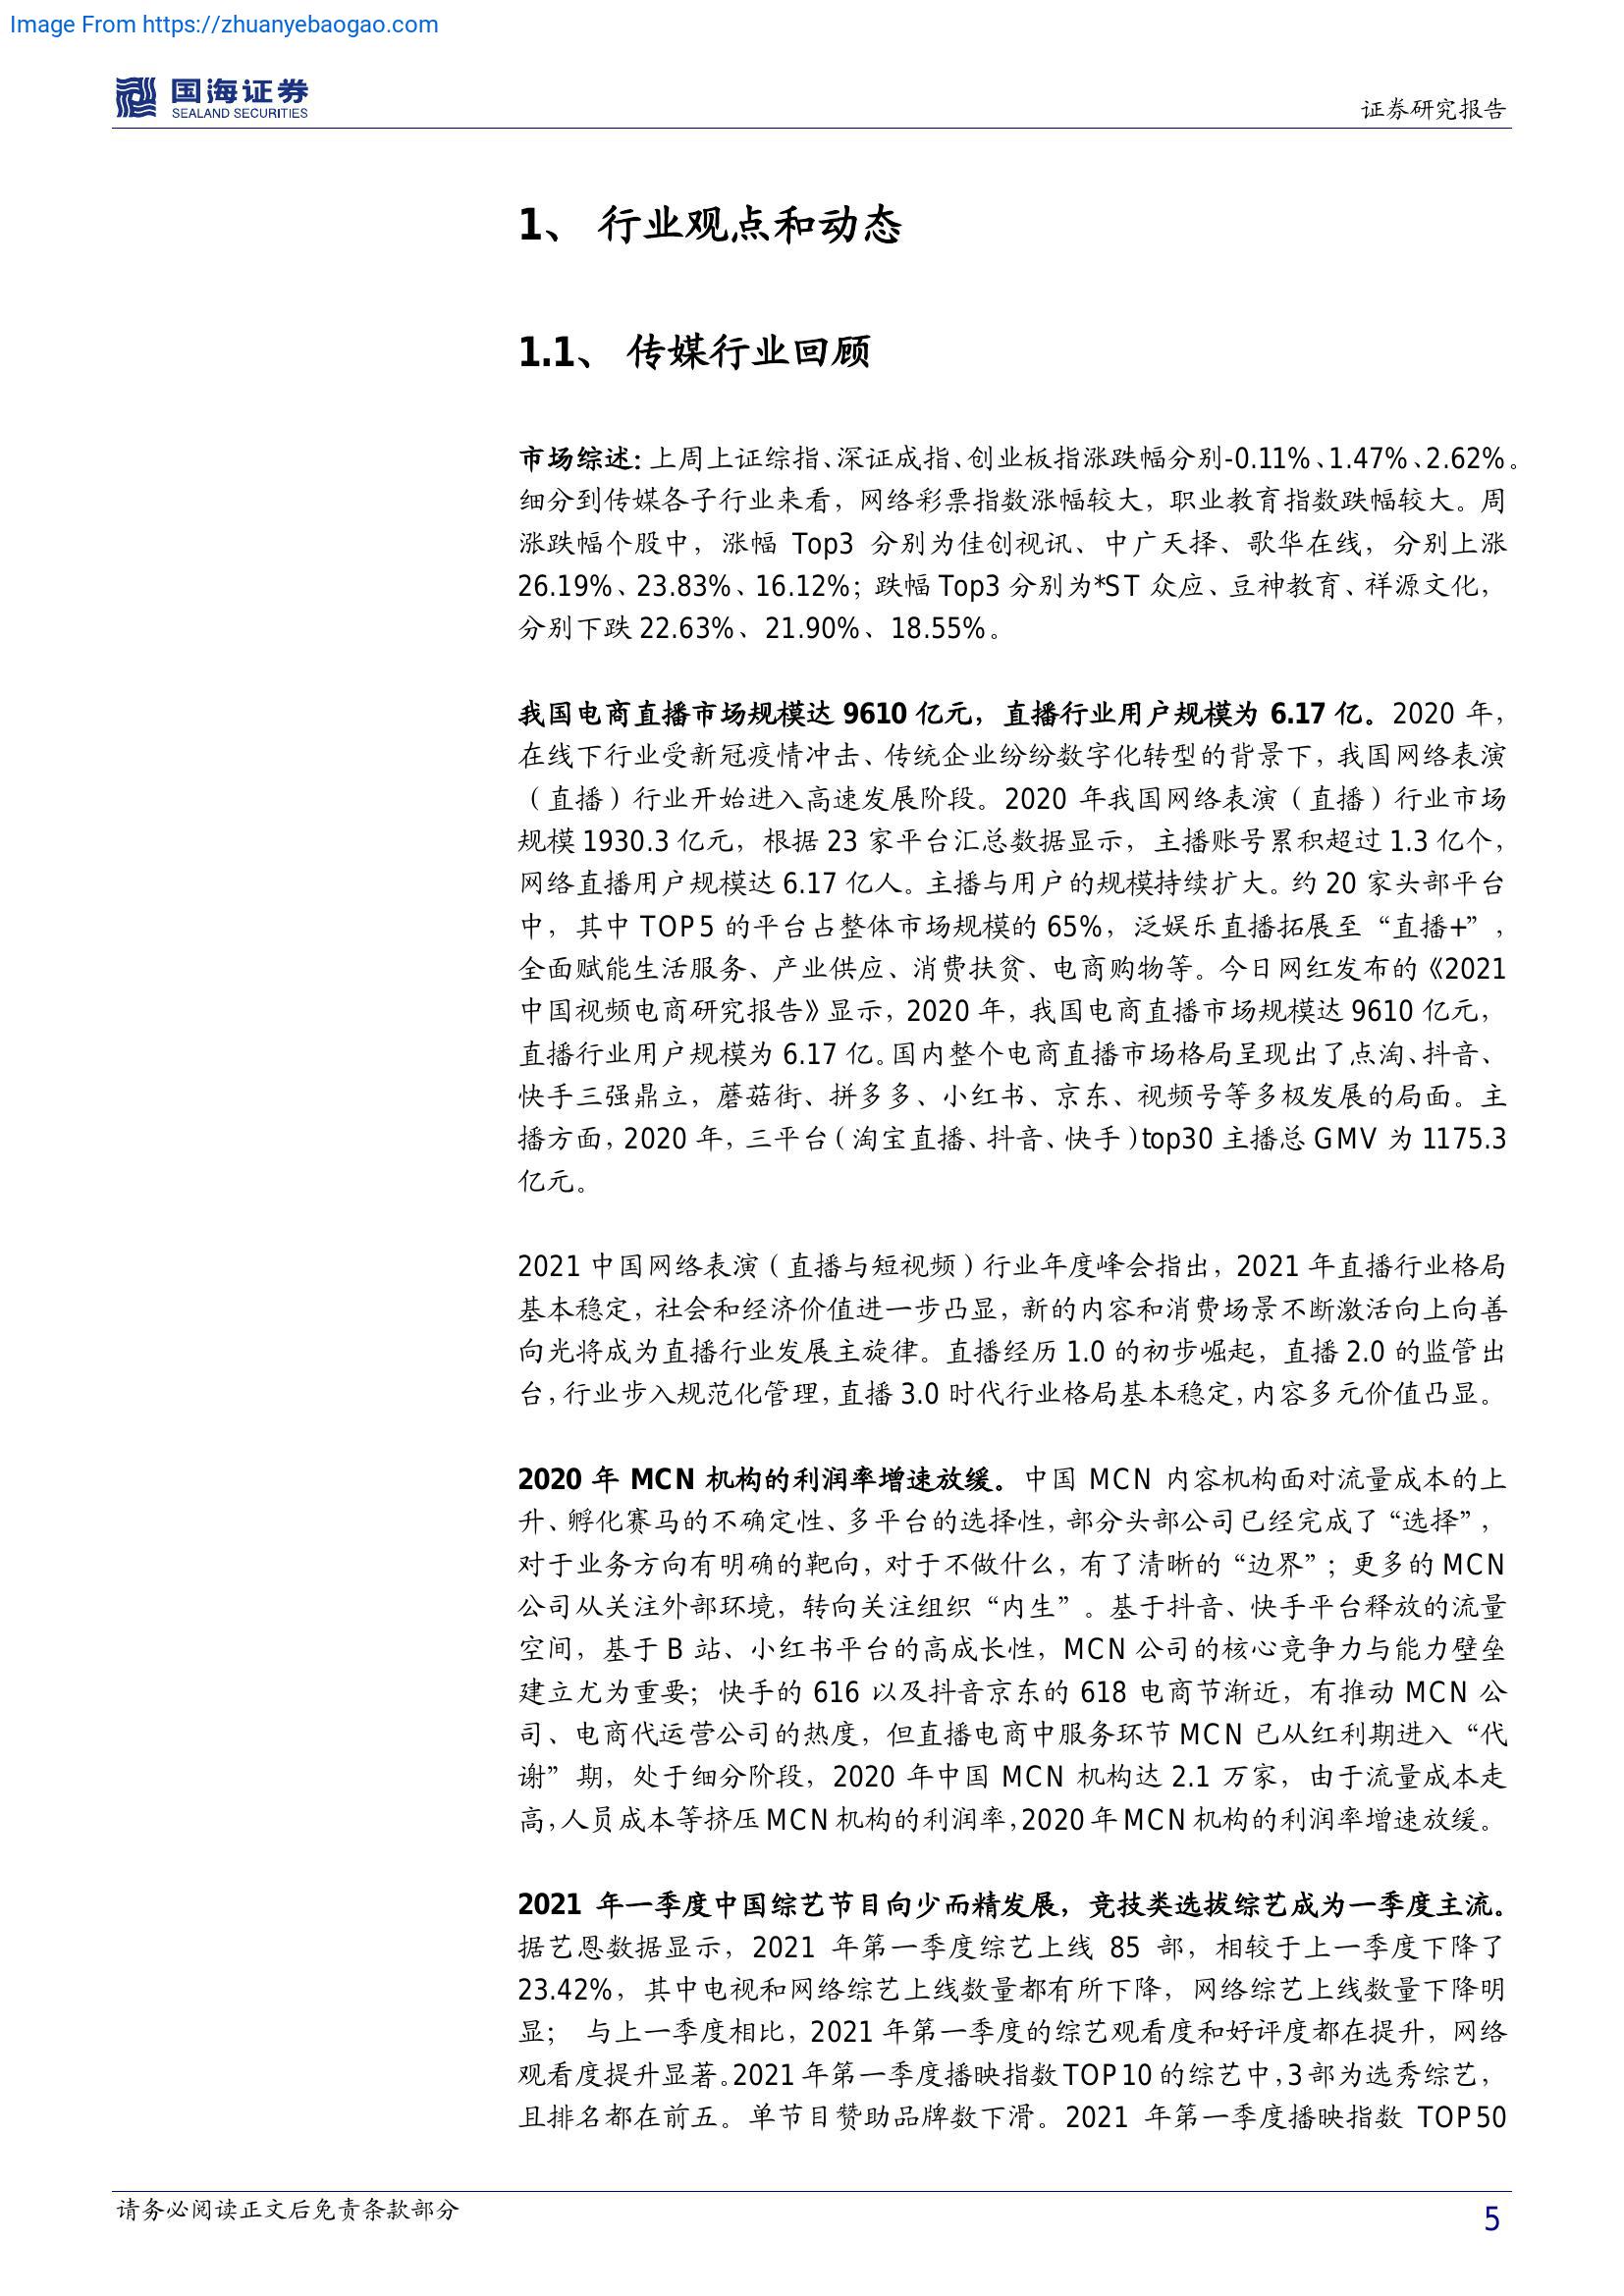 Image From https://zhuanyebaogao.com
国海证券
SEALAND SECURITIES
证券研究报告
1、 行业观点和动态
1.1、 传媒行业回顾
市场综述：上周上证综指、深证成指、创业板指涨跌幅分别-0.11%、1.47%、2.62%。
细分到传媒各子行业来看，网络彩票指数涨幅较大，职业教育指数跌幅较大。周
涨跌幅个股中，涨幅 Top3 分别为佳创视讯、中广天择、歌华在线，分别上涨
26.19%、23.83%、16.12%；跌幅 Top3 分别为*ST 众应、豆神教育、祥源文化，
分别下跌 22.63%、21.90%、18.55%。
我国电商直播市场规模达 9610 亿元，直播行业用户规模为 6.17 亿。2020 年，
在线下行业受新冠疫情冲击、传统企业纷纷数字化转型的背景下，我国网络表演
（直播）行业开始进入高速发展阶段。2020 年我国网络表演（直播）行业市场
规模 1930.3 亿元，根据 23 家平台汇总数据显示，主播账号累积超过 1.3 亿个，
网络直播用户规模达 6.17 亿人。主播与用户的规模持续扩大。约 20 家头部平台
中，其中 TOP5 的平台占整体市场规模的 65%，泛娱乐直播拓展至“直播+”，
全面赋能生活服务、产业供应、消费扶贫、电商购物等。今日网红发布的《2021
中国视频电商研究报告》显示，2020 年，我国电商直播市场规模达 9610 亿元，
直播行业用户规模为 6.17 亿。国内整个电商直播市场格局呈现出了点淘、抖音、
快手三强鼎立，蘑菇街、拼多多、小红书、京东、视频号等多极发展的局面。主
播方面，2020 年，三平台（淘宝直播、抖音、快手）top30 主播总 GMV 为 1175.3
亿元。
2021 中国网络表演（直播与短视频）行业年度峰会指出，2021 年直播行业格局
基本稳定，社会和经济价值进一步凸显，新的内容和消费场景不断激活向上向善
向光将成为直播行业发展主旋律。直播经历 1.0 的初步崛起，直播 2.0 的监管出
台，行业步入规范化管理，直播 3.0 时代行业格局基本稳定，内容多元价值凸显。
2020 年 MCN 机构的利润率增速放缓。中国 MCN 内容机构面对流量成本的上
升、孵化赛马的不确定性、多平台的选择性，部分头部公司已经完成了“选择”，
对于业务方向有明确的靶向，对于不做什么，有了清晰的“边界”；更多的 MCN
公司从关注外部环境，转向关注组织“内生”。基于抖音、快手平台释放的流量
空间，基于 B 站、小红书平台的高成长性，MCN 公司的核心竞争力与能力壁垒
建立尤为重要；快手的 616 以及抖音京东的 618 电商节渐近，有推动 MCN 公
司、电商代运营公司的热度，但直播电商中服务环节 MCN 已从红利期进入“代
谢”期，处于细分阶段，2020 年中国 MCN 机构达 2.1 万家，由于流量成本走
高，人员成本等挤压 MCN 机构的利润率，2020 年 MCN 机构的利润率增速放缓。
2021 年一季度中国综艺节目向少而精发展，竞技类选拔综艺成为一季度主流。
据艺恩数据显示，2021 年第一季度综艺上线 85 部，相较于上一季度下降了
23.42%，其中电视和网络综艺上线数量都有所下降，网络综艺上线数量下降明
显； 与上一季度相比，2021 年第一季度的综艺观看度和好评度都在提升，网络
观看度提升显著。2021 年第一季度播映指数 TOP10 的综艺中，3 部为选秀综艺，
且排名都在前五。单节目赞助品牌数下滑。2021 年第一季度播映指数 TOP50
请务必阅读正文后免责条款部分
5